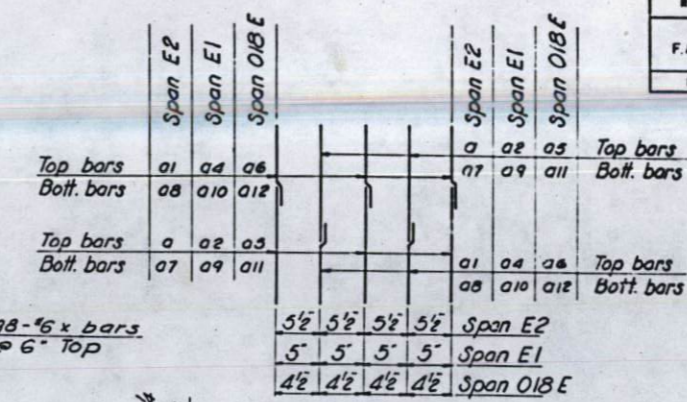 Span E2
Span E1
Span 018E
Span E2
Span E1
Span 018E
F.
Top bars a1 a4 a6
Bott. bars a8 a10 a12
a a2 a5 Top bars
a7 a9 a11 Bott. bars
Top bars a a2 a5
Bott. bars a7 a9 a11
a1 a4 a6 Top bars
a8 a10 a12 Bott. bars
98-#6 x bars
6" Top
5½" 5½" 5½" 5½" Span E2
5" 5" 5" 5" Span E1
4½" 4½" 4½" 4½" Span 018E